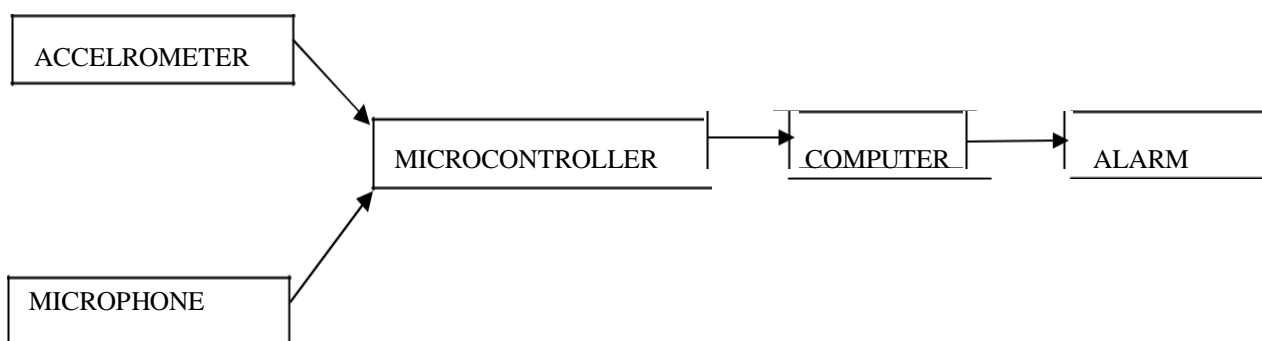 ACCELROMETER
MICROCONTROLLER
COMPUTER
ALARM
MICROPHONE